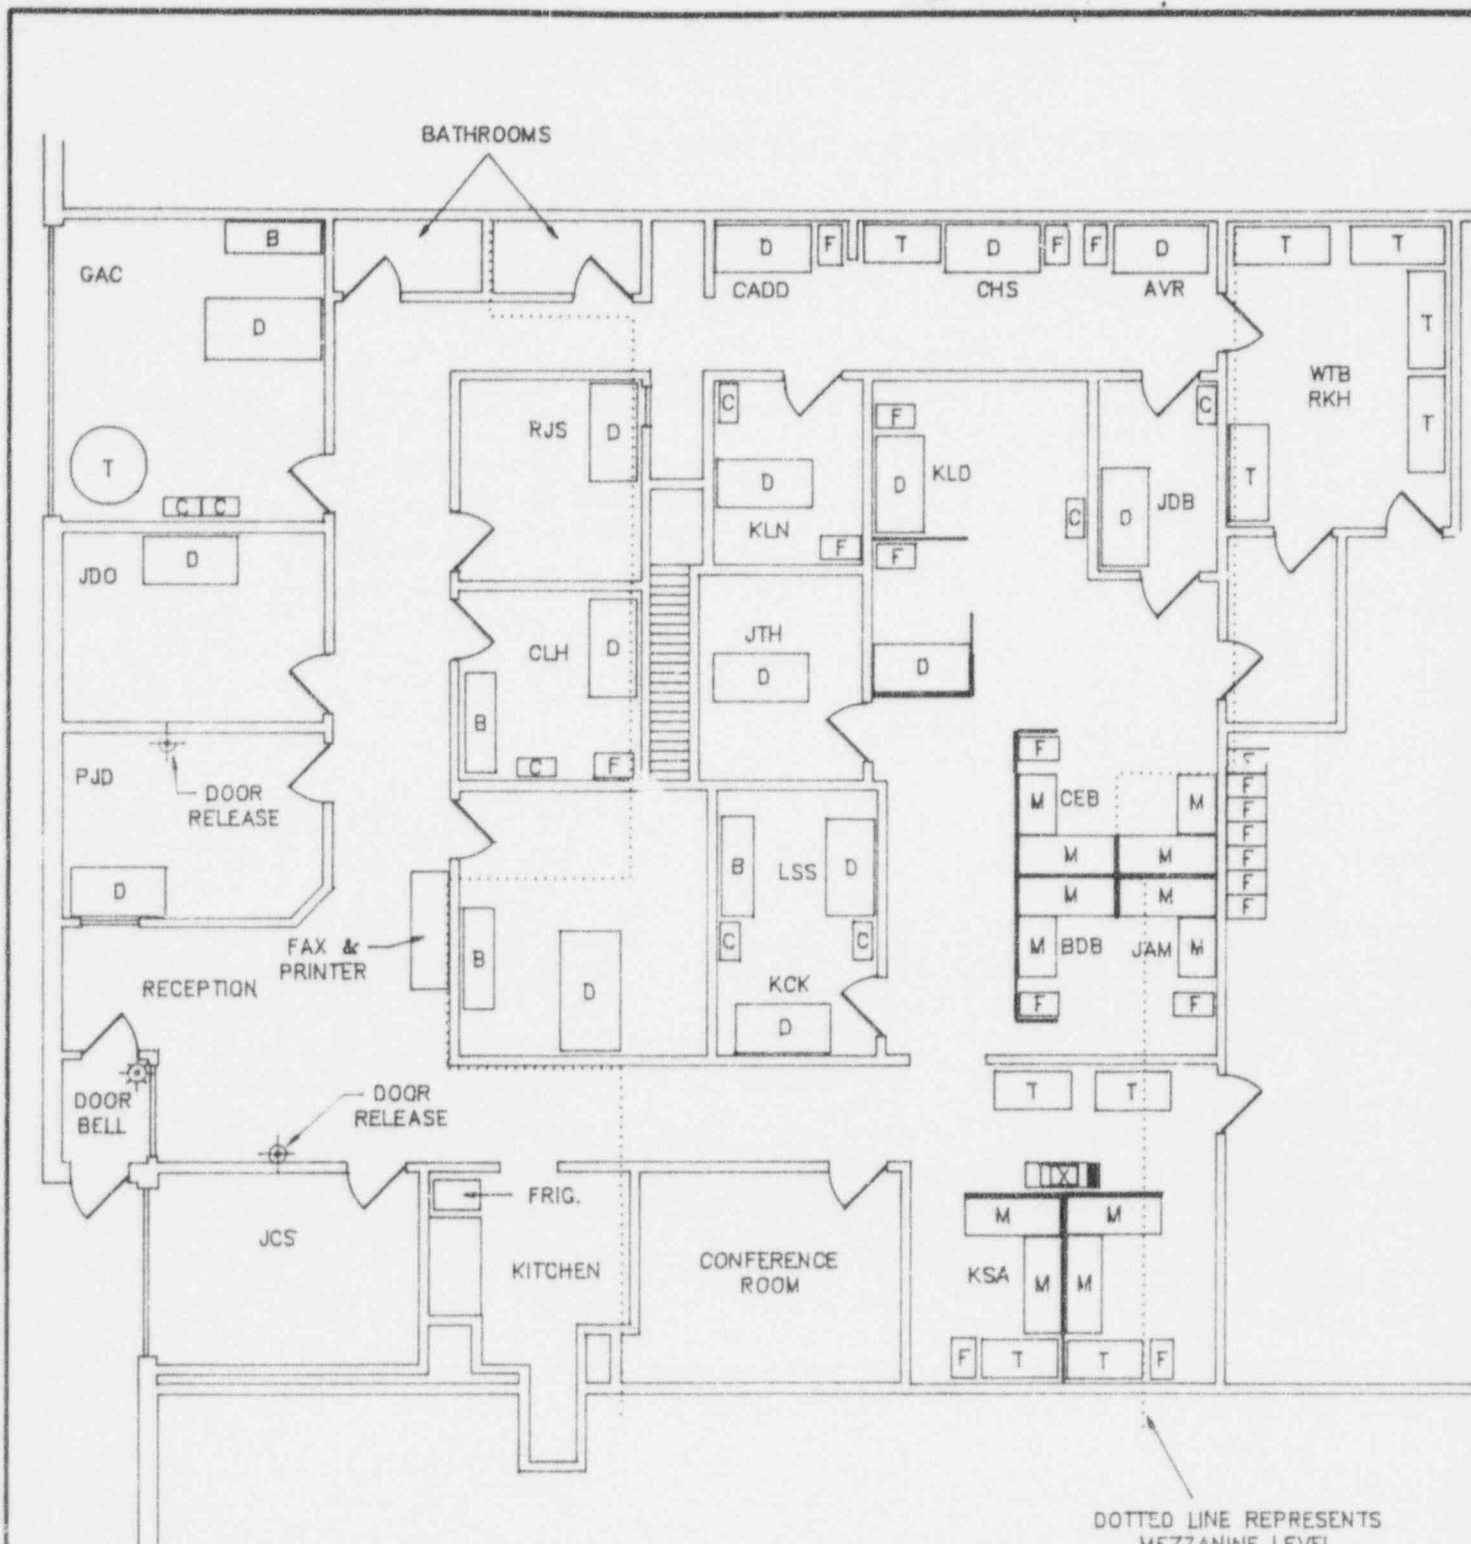 BATHROOMS
B
GAC
D
T
C C
D
F
T
D
F
F
D
CADD
CHS
AVR
T
T
T
WTB
RKH
T
T
RJS
D
C
D
KLN
F
F
D
KLD
F
C
C
D
JDB
D
JDO
CLH
D
B
C
F
JTH
D
D
PJD
DOOR
RELEASE
D
F
M
CEB
M
M
M
M
M
M
BDB
JAM
M
F
F
F
F
F
F
F
F
F
B
LSS
D
C
C
KCK
D
FAX &
PRINTER
B
D
RECEPTION
DOOR
BELL
DOOR
RELEASE
T
T
X
FRIG.
JCS
KITCHEN
CONFERENCE
ROOM
M
M
KSA
M
M
F
T
T
F
DOTTED LINE REPRESENTS
MEZZANINE LEVEL